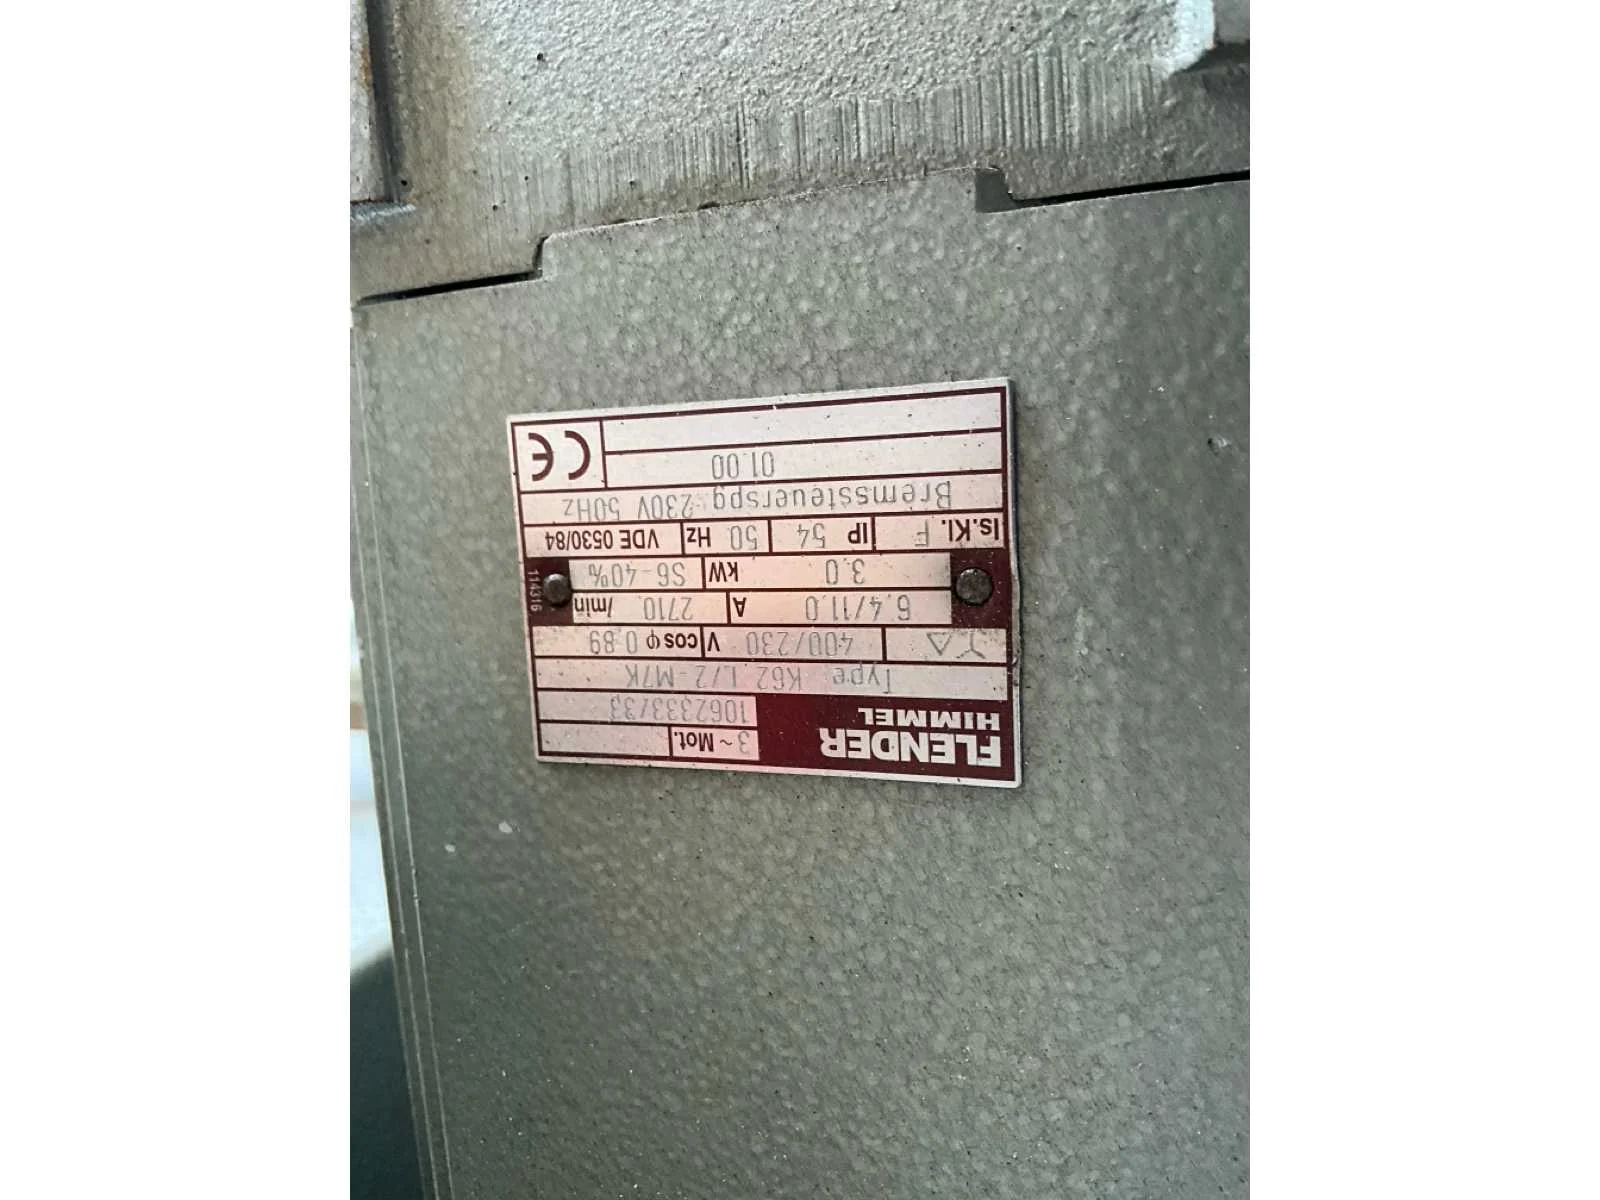 FLENDER
HIMMEL
3 ~ Mot.
1062333/33
Type K62 L/2-M7K
400/230 V cos φ 0.89
6.4/11.0 A 2710 /min
3.0 kW S6-40%
114316
Is.Kl. F IP 54 50 Hz VDE 0530/84
Bremssteuerspg. 230V 50Hz
01.00
CE